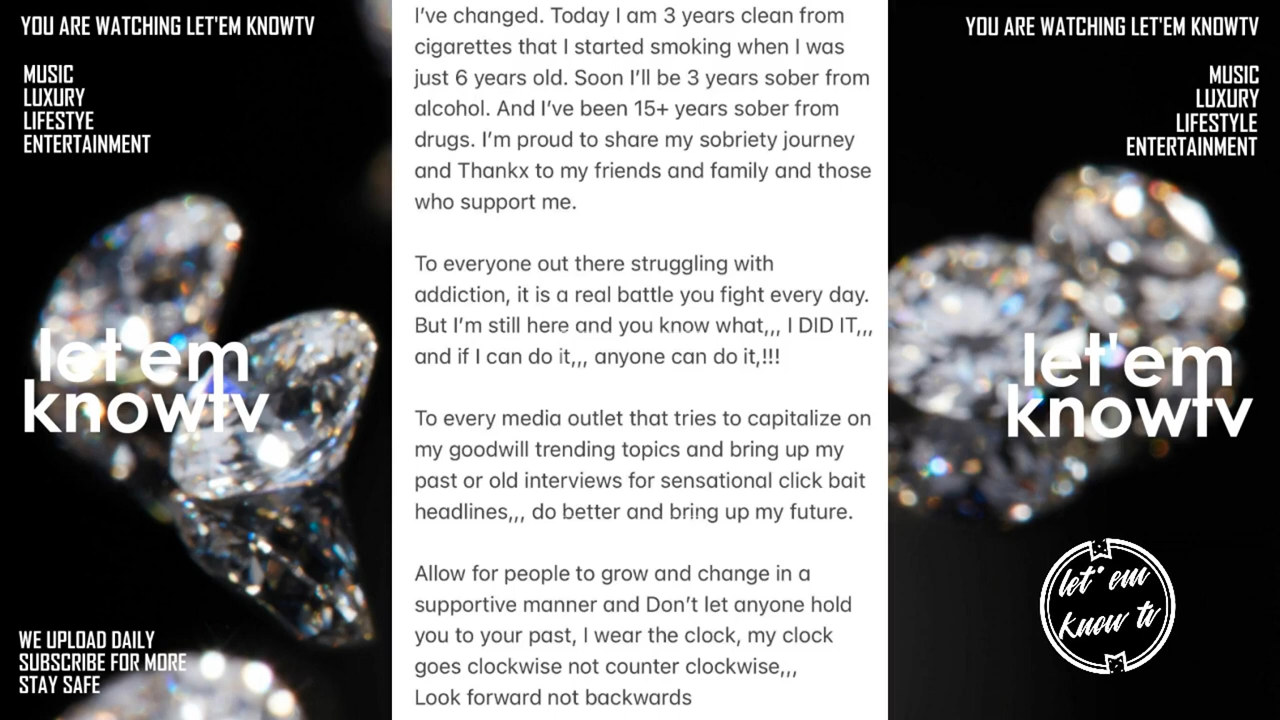 YOU ARE WATCHING LET'EM KNOWTV
MUSIC
LUXURY
LIFESTYE
ENTERTAINMENT
let'em
knowtv
WE UPLOAD DAILY
SUBSCRIBE FOR MORE
STAY SAFE
I’ve changed. Today I am 3 years clean from
cigarettes that I started smoking when I was
just 6 years old. Soon I’ll be 3 years sober from
alcohol. And I’ve been 15+ years sober from
drugs. I’m proud to share my sobriety journey
and Thankx to my friends and family and those
who support me.
To everyone out there struggling with
addiction, it is a real battle you fight every day.
But I’m still here and you know what,,, I DID IT,,,
and if I can do it,,, anyone can do it,!!!
To every media outlet that tries to capitalize on
my goodwill trending topics and bring up my
past or old interviews for sensational click bait
headlines,,, do better and bring up my future.
Allow for people to grow and change in a
supportive manner and Don’t let anyone hold
you to your past, I wear the clock, my clock
goes clockwise not counter clockwise,,,
Look forward not backwards
YOU ARE WATCHING LET'EM KNOWTV
MUSIC
LUXURY
LIFESTYLE
ENTERTAINMENT
let'em
knowtv
let' em
know tv